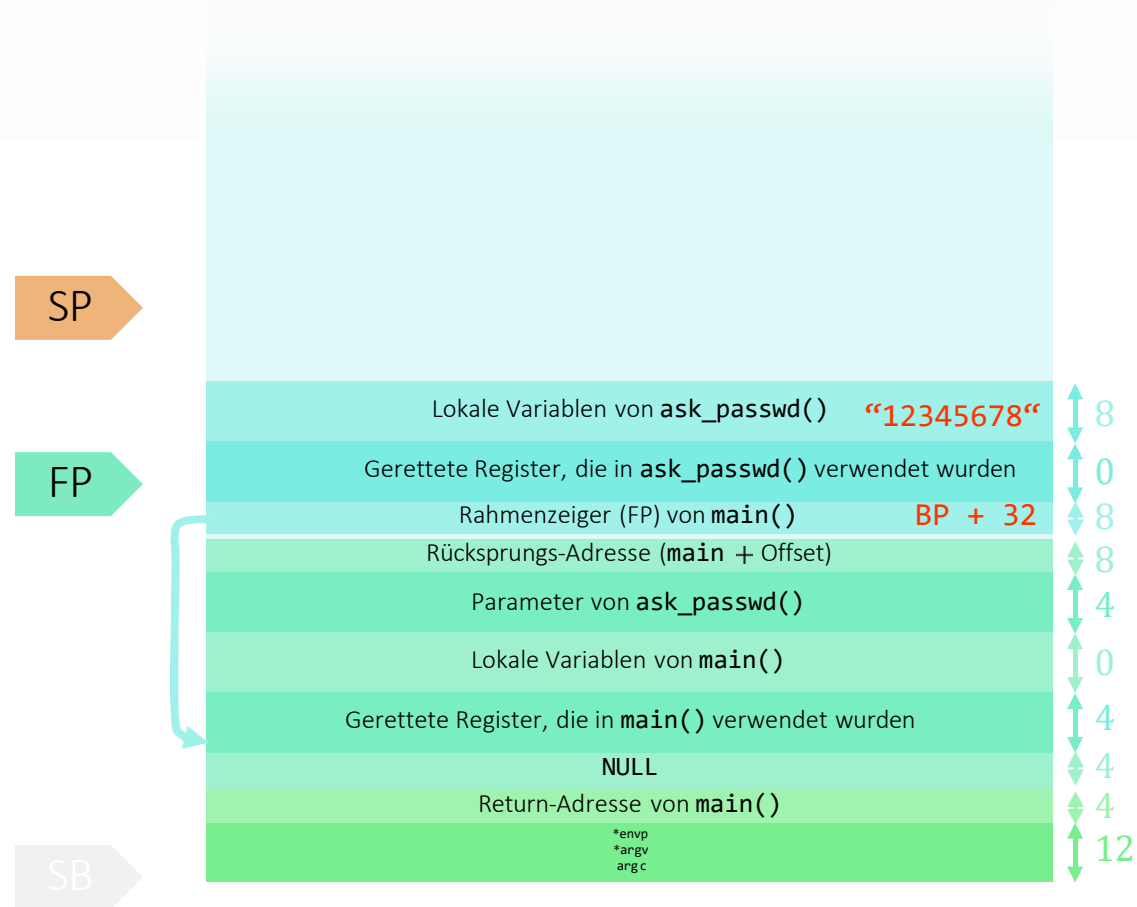 SP
Lokale Variablen von ask_passwd() “12345678“ 8
FP
Gerettete Register, die in ask_passwd() verwendet wurden 0
Rahmenzeiger (FP) von main() BP + 32 8
Rücksprungs-Adresse (main + Offset) 8
Parameter von ask_passwd() 4
Lokale Variablen von main() 0
Gerettete Register, die in main() verwendet wurden 4
NULL 4
Return-Adresse von main() 4
*envp
*argv
argc
12
SB